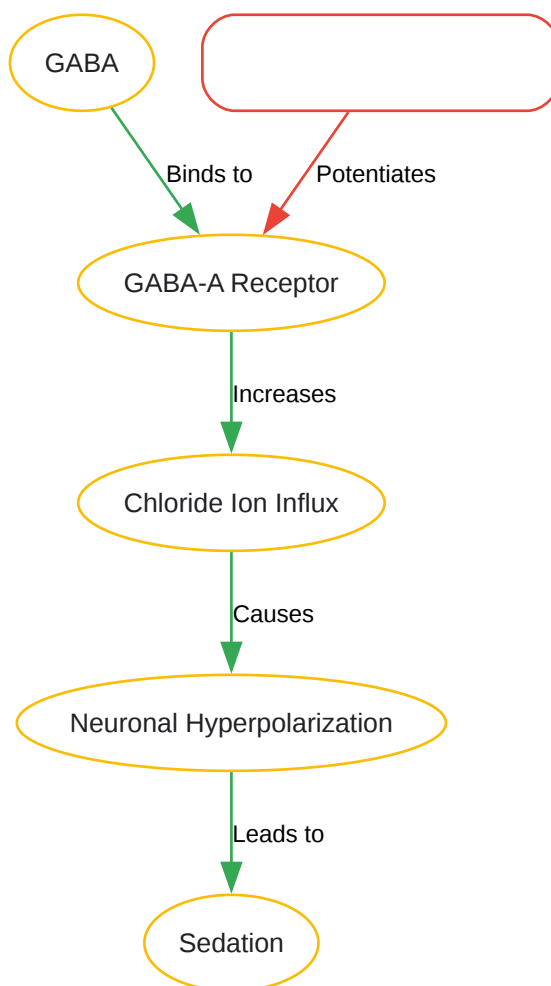 GABA
Binds to
Potentiates
GABA-A Receptor
Increases
Chloride Ion Influx
Causes
Neuronal Hyperpolarization
Leads to
Sedation